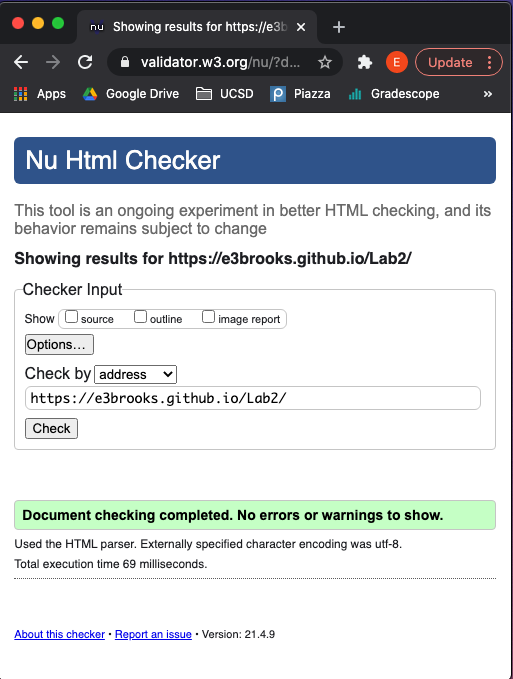 nu Showing results for https://e3b
validator.w3.org/nu/?d...
E
Update
Apps
Google Drive
UCSD
Piazza
Gradescope
»
Nu Html Checker
This tool is an ongoing experiment in better HTML checking, and its
behavior remains subject to change
Showing results for https://e3brooks.github.io/Lab2/
Checker Input
Show source outline image report
Options...
Check by address
https://e3brooks.github.io/Lab2/
Check
Document checking completed. No errors or warnings to show.
Used the HTML parser. Externally specified character encoding was utf-8.
Total execution time 69 milliseconds.
About this checker • Report an issue • Version: 21.4.9